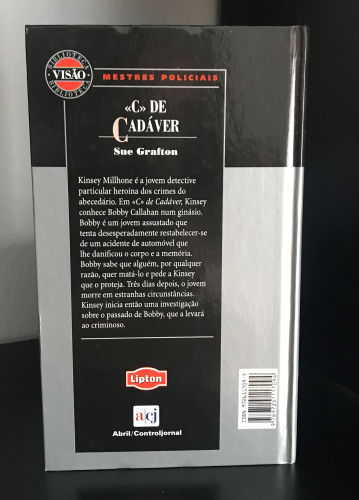 BIBLIOTECA
VISÃO
BIBLIOTECA
MESTRES POLICIAIS
«C» DE
CADÁVER
Sue Grafton
Kinsey Millhone é a jovem detective
particular heroína dos crimes do
abecedário. Em «C» de Cadáver, Kinsey
conhece Bobby Callahan num ginásio.
Bobby é um jovem assustado que
tenta desesperadamente restabelecer-se
de um acidente de automóvel que
lhe danificou o corpo e a memória.
Bobby sabe que alguém, por qualquer
razão, quer matá-lo e pede a Kinsey
que o proteja. Três dias depois, o jovem
morre em estranhas circunstâncias.
Kinsey inicia então uma investigação
sobre o passado de Bobby, que a levará
ao criminoso.
Lipton
a/cj
Abril/Controljornal
ISBN